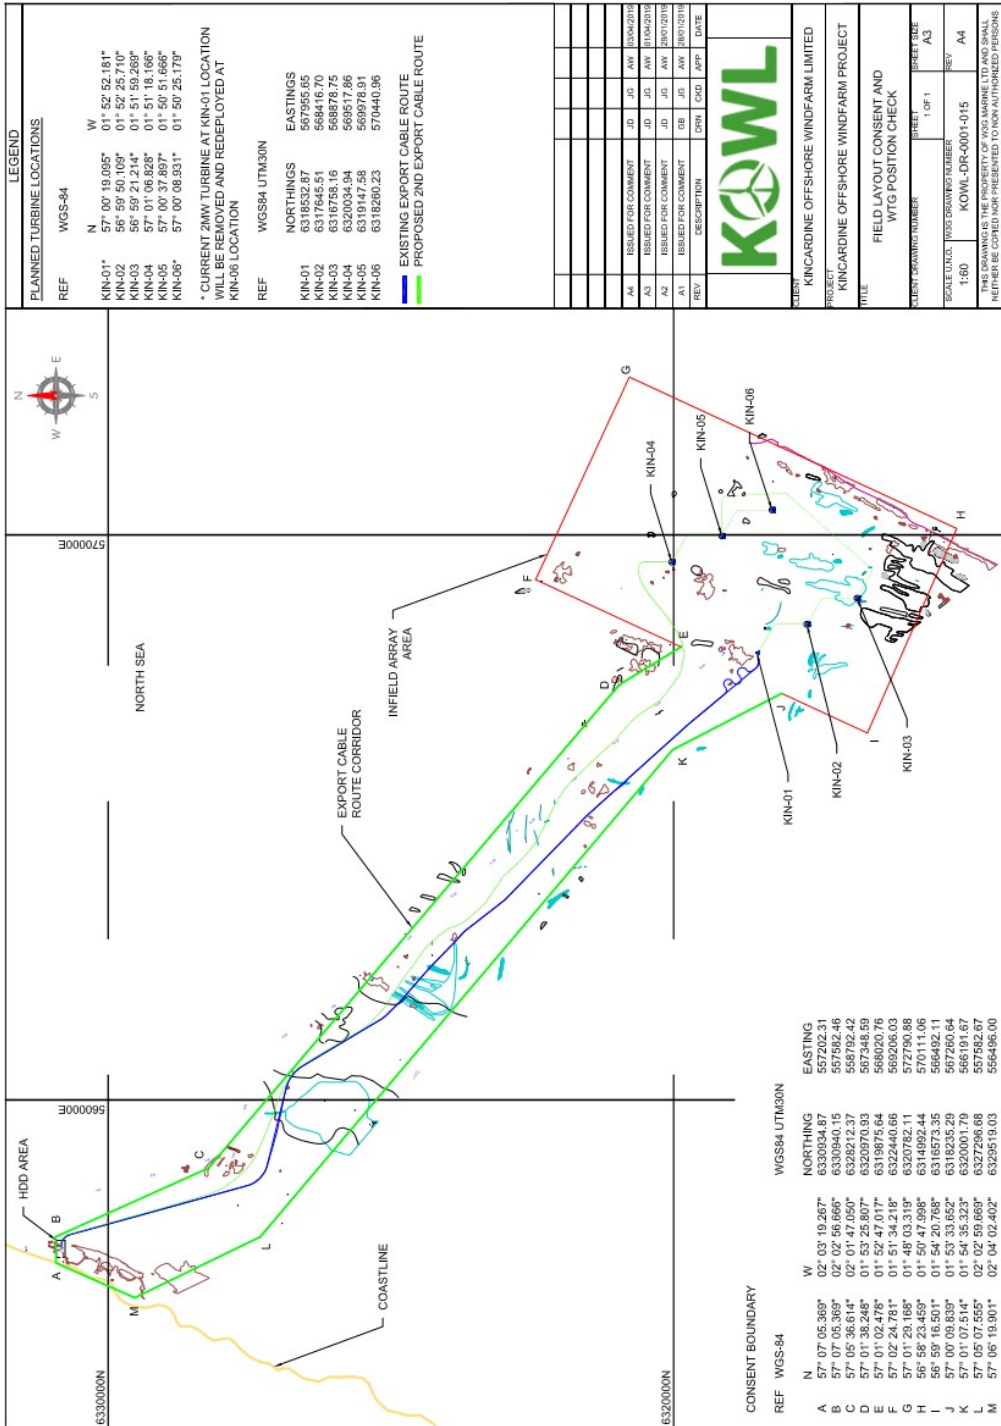 LEGEND
PLANNED TURBINE LOCATIONS
REF WGS-84
N W
KIN-01* 57° 00' 19.095" 01° 52' 52.181"
KIN-02 56° 59' 50.109" 01° 52' 25.710"
KIN-03 56° 59' 21.214" 01° 51' 59.269"
KIN-04 57° 01' 06.828" 01° 51' 18.166"
KIN-05 57° 00' 37.897" 01° 50' 51.666"
KIN-06* 57° 00' 08.931" 01° 50' 25.179"
* CURRENT 2MW TURBINE AT KIN-01 LOCATION
WILL BE REMOVED AND REDEPLOYED AT
KIN-06 LOCATION
REF WGS84 UTM30N
NORTHINGS EASTINGS
KIN-01 6318532.87 567955.65
KIN-02 6317645.51 568416.70
KIN-03 6316758.16 568878.75
KIN-04 6320034.94 569517.86
KIN-05 6319147.58 569978.91
KIN-06 6318260.23 570440.96
EXISTING EXPORT CABLE ROUTE
PROPOSED 2ND EXPORT CABLE ROUTE
A4 ISSUED FOR COMMENT JD JG AW 03/04/2019
A3 ISSUED FOR COMMENT JD JG AW 01/04/2019
A2 ISSUED FOR COMMENT JD JG AW 29/01/2019
A1 ISSUED FOR COMMENT GB JG AW 28/01/2019
REV DESCRIPTION DRN CKD APP DATE
KOWL
CLIENT
KINCARDINE OFFSHORE WINDFARM LIMITED
PROJECT
KINCARDINE OFFSHORE WINDFARM PROJECT
TITLE
FIELD LAYOUT CONSENT AND
WTG POSITION CHECK
CLIENT DRAWING NUMBER SHEET SHEET SIZE
1 OF 1 A3
SCALE U.N.O. W3G DRAWING NUMBER REV
1:60 KOWL-DR-0001-015 A4
THIS DRAWING IS THE PROPERTY OF W3G MARINE LTD AND SHALL
NEITHER BE COPIED NOR PRESENTED TO NON AUTHORIZED PERSONS
N
E
S
W
6330000N
560000E
570000E
6320000N
NORTH SEA
HDD AREA
COASTLINE
EXPORT CABLE
ROUTE CORRIDOR
INFIELD ARRAY
AREA
A
B
C
D
E
F
G
H
I
J
K
L
M
KIN-04
KIN-05
KIN-06
KIN-01
KIN-02
KIN-03
CONSENT BOUNDARY
REF WGS-84 WGS84 UTM30N
N W NORTHING EASTING
A 57° 07' 05.369" 02° 03' 19.267" 6330934.87 557202.31
B 57° 07' 05.369" 02° 02' 56.666" 6330940.15 557582.46
C 57° 05' 36.614" 02° 01' 47.050" 6328212.37 558792.42
D 57° 01' 38.248" 01° 53' 25.807" 6320970.93 567348.59
E 57° 01' 02.478" 01° 52' 47.017" 6319875.64 568020.76
F 57° 02' 24.781" 01° 51' 34.218" 6322440.66 569206.03
G 57° 01' 29.168" 01° 48' 03.319" 6320782.11 572790.88
H 56° 58' 23.459" 01° 50' 47.998" 6314992.44 570111.06
I 56° 59' 16.501" 01° 54' 20.768" 6316573.35 566492.11
J 57° 00' 09.839" 01° 53' 33.652" 6318235.29 567260.64
K 57° 01' 07.514" 01° 54' 35.323" 6320001.79 566191.67
L 57° 05' 07.555" 02° 02' 59.669" 6327296.68 557582.67
M 57° 06' 19.901" 02° 04' 02.402" 6329519.03 556496.00